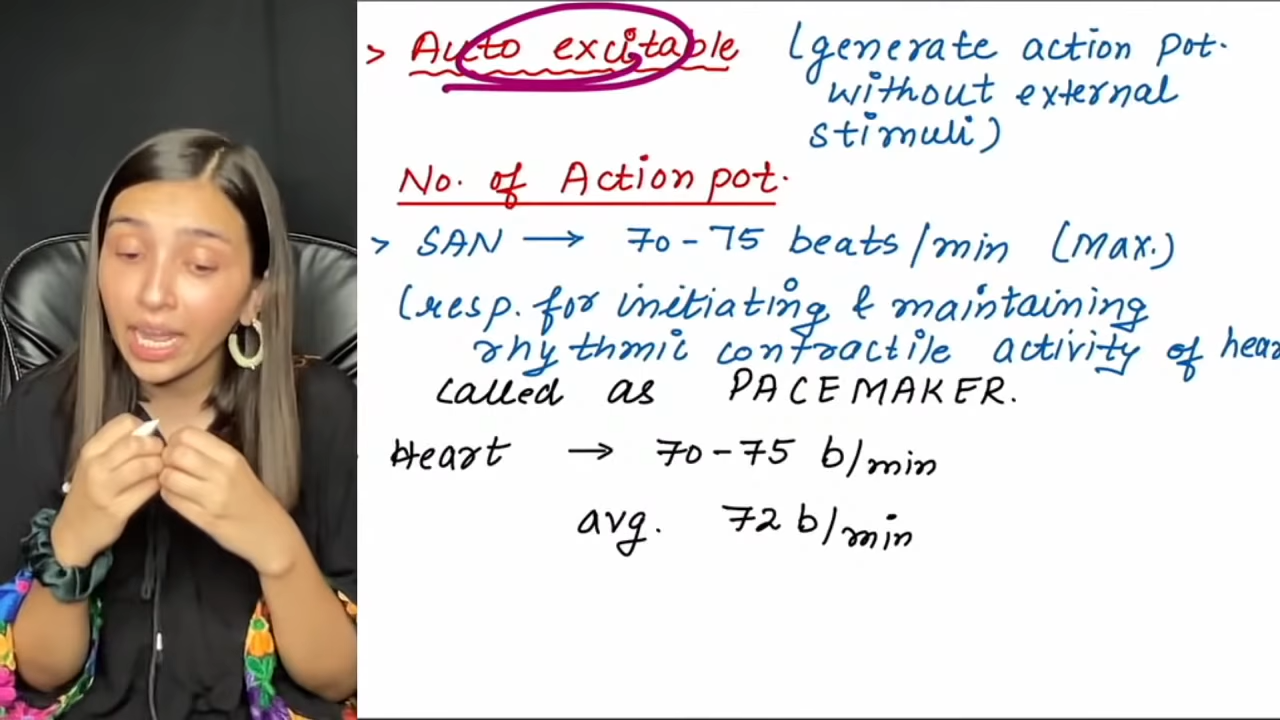 > Auto excitable (generate action pot.
without external
stimuli)
No. of Action pot.
> SAN → 70-75 beats/min (Max.)
(resp. for initiating & maintaining
rhythmic contractile activity of hear
called as PACEMAKER.
Heart → 70-75 b/min
avg. 72 b/min